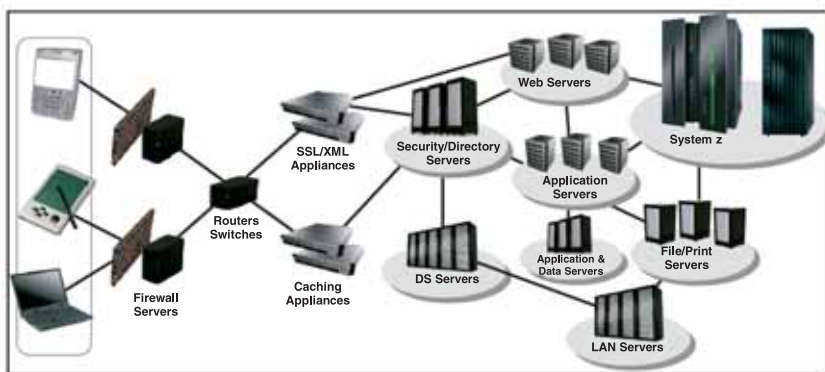 Firewall
Servers
Routers
Switches
SSL/XML
Appliances
Caching
Appliances
Security/Directory
Servers
DS Servers
Web Servers
Application
Servers
Application &
Data Servers
System z
File/Print
Servers
LAN Servers